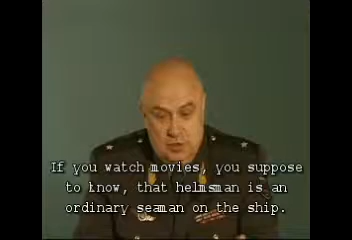 If you watch movies, you suppose
to know, that helmsman is an
ordinary seaman on the ship.